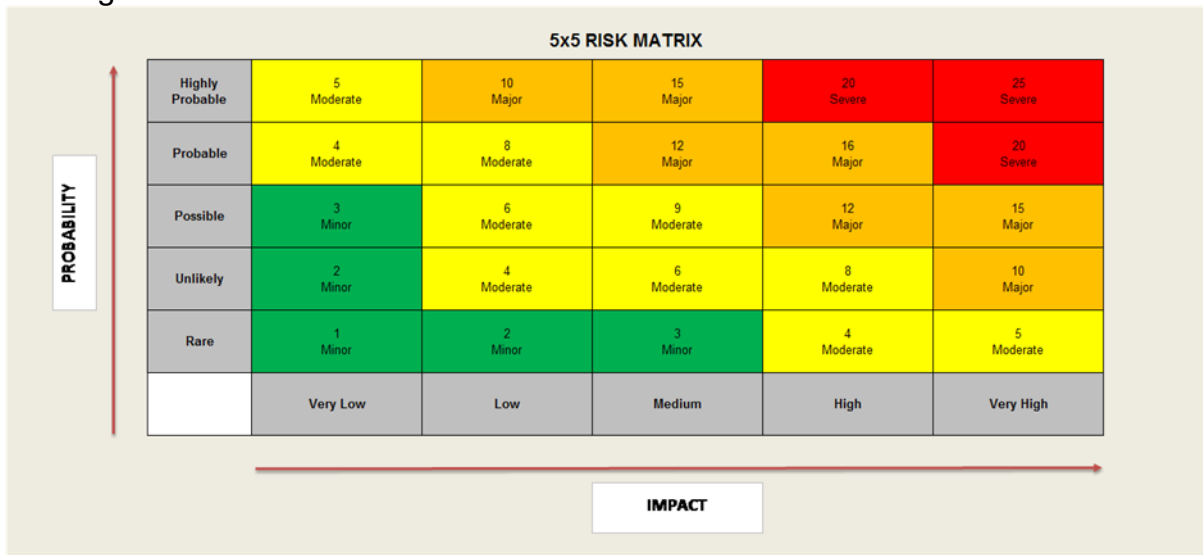 5x5 RISK MATRIX
Highly
Probable
5
Moderate
10
Major
15
Major
20
Severe
25
Severe
Probable
4
Moderate
8
Moderate
12
Major
16
Major
20
Severe
Possible
3
Minor
6
Moderate
9
Moderate
12
Major
15
Major
Unlikely
2
Minor
4
Moderate
6
Moderate
8
Moderate
10
Major
Rare
1
Minor
2
Minor
3
Minor
4
Moderate
5
Moderate
Very Low
Low
Medium
High
Very High
PROBABILITY
IMPACT